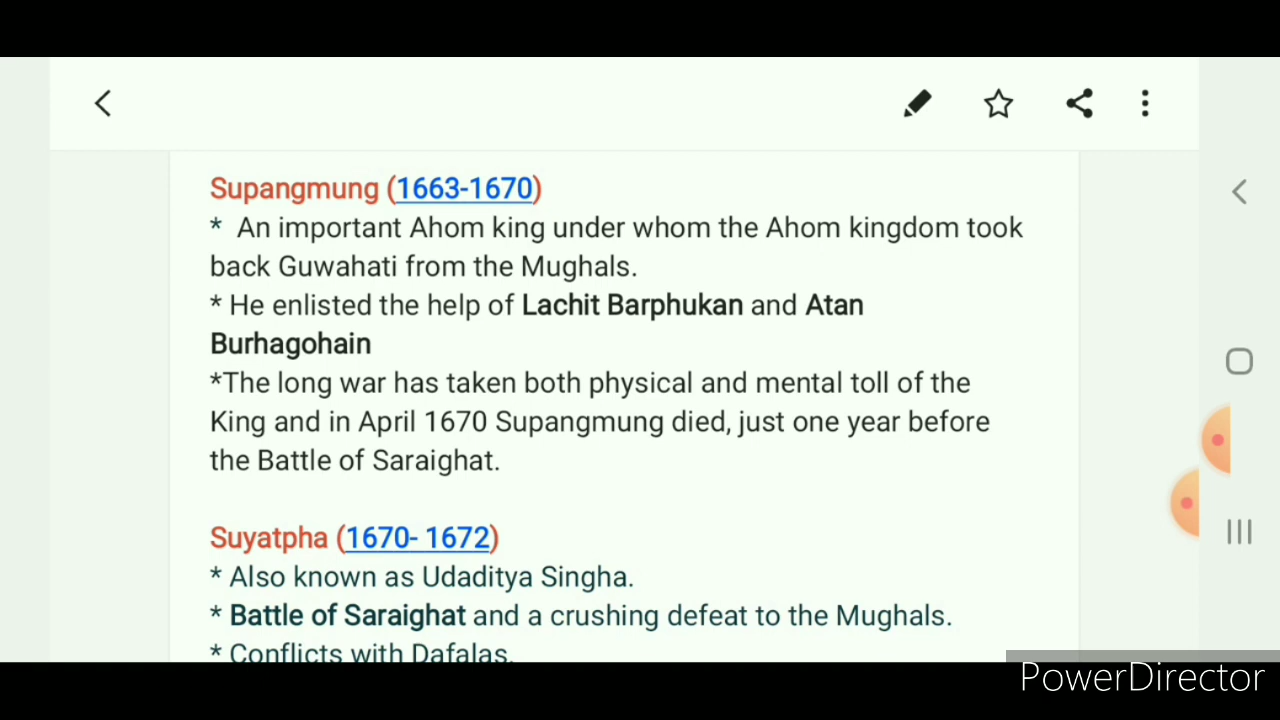 Supangmung (1663-1670)
* An important Ahom king under whom the Ahom kingdom took
back Guwahati from the Mughals.
* He enlisted the help of Lachit Barphukan and Atan
Burhagohain
*The long war has taken both physical and mental toll of the
King and in April 1670 Supangmung died, just one year before
the Battle of Saraighat.
Suyatpha (1670- 1672)
* Also known as Udaditya Singha.
* Battle of Saraighat and a crushing defeat to the Mughals.
* Conflicts with Dafalas.
PowerDirector